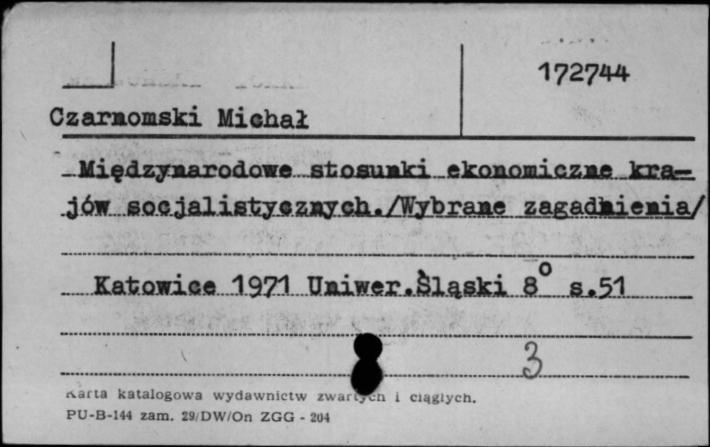 172744
Czarnomski Michał
Międzynarodowe stosunki ekonomiczne kra-
jów socjalistycznych./Wybrane zagadnienia/
Katowice 1971 Uniwer.Śląski 8° s.51
3
Karta katalogowa wydawnictw zwartych i ciągłych.
PU-B-144 zam. 29/DW/On ZGG - 204